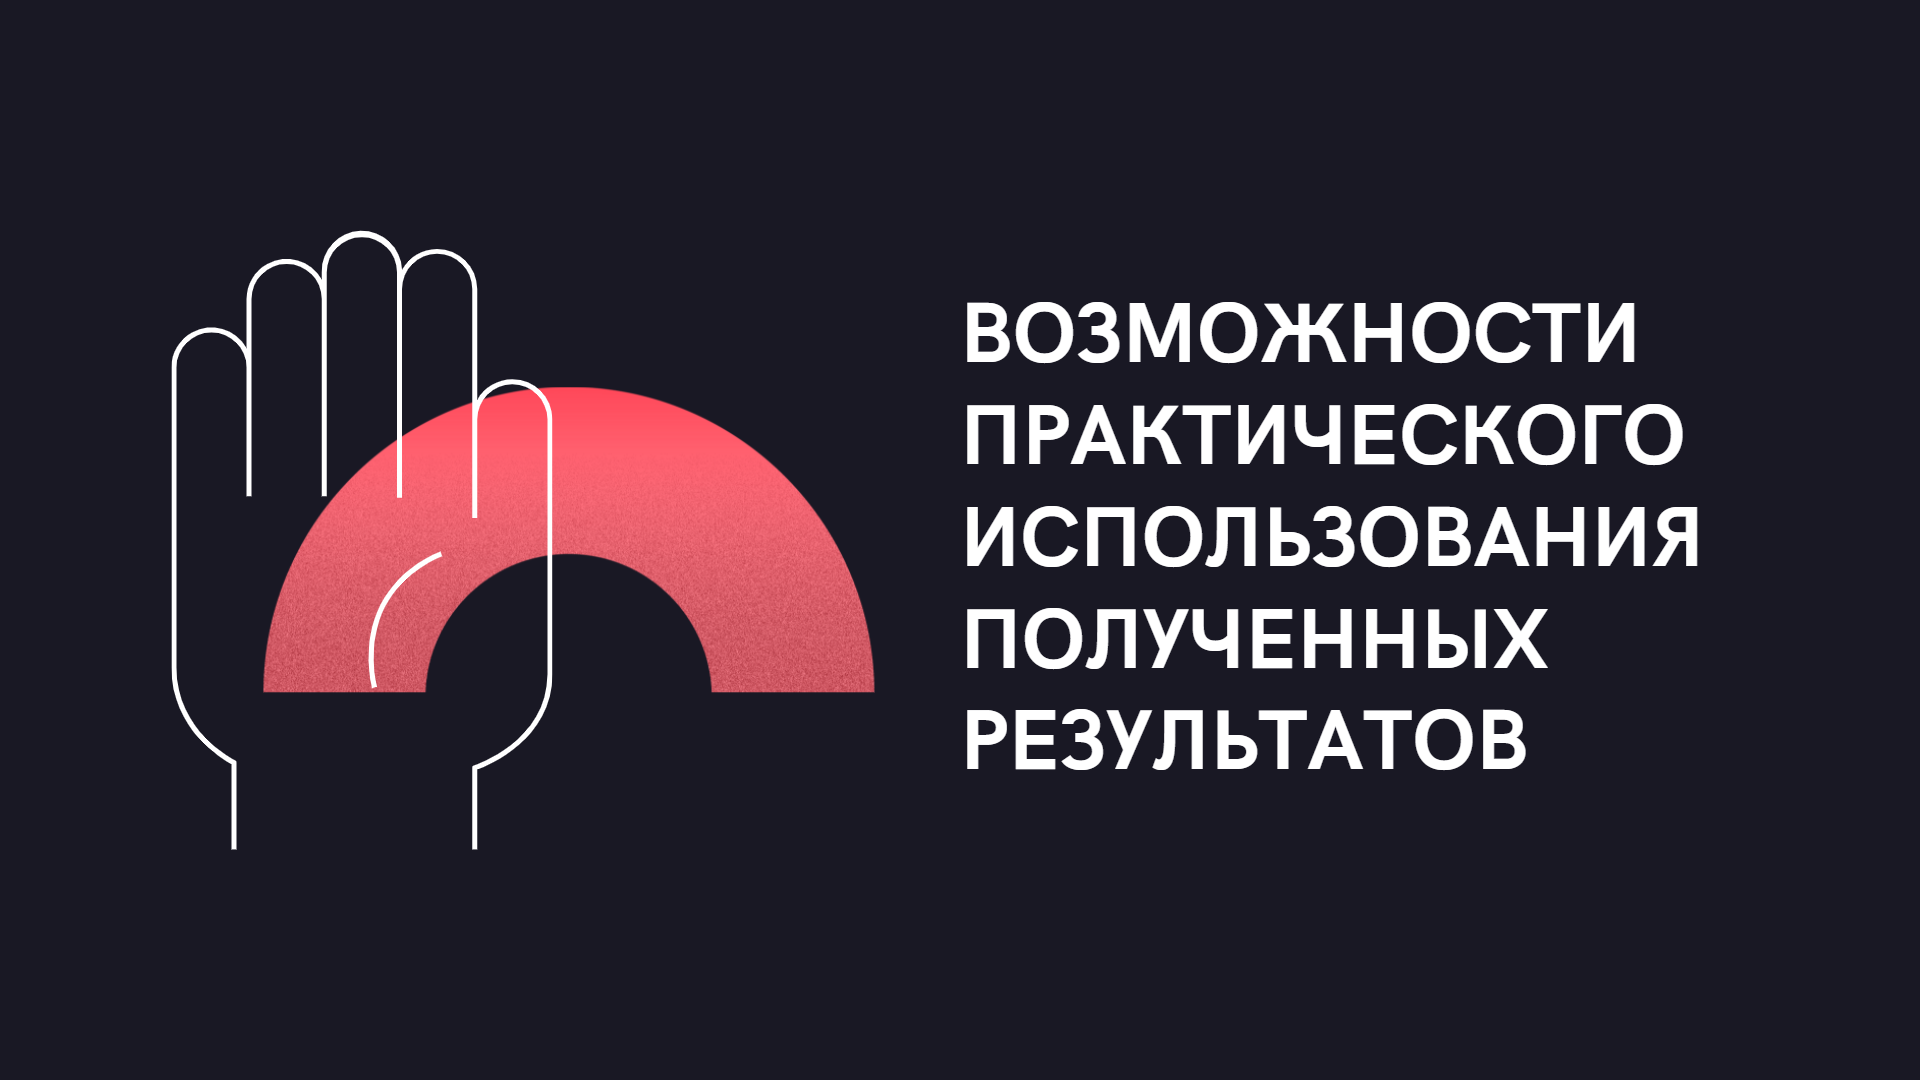 ВОЗМОЖНОСТИ
ПРАКТИЧЕСКОГО
ИСПОЛЬЗОВАНИЯ
ПОЛУЧЕННЫХ
РЕЗУЛЬТАТОВ